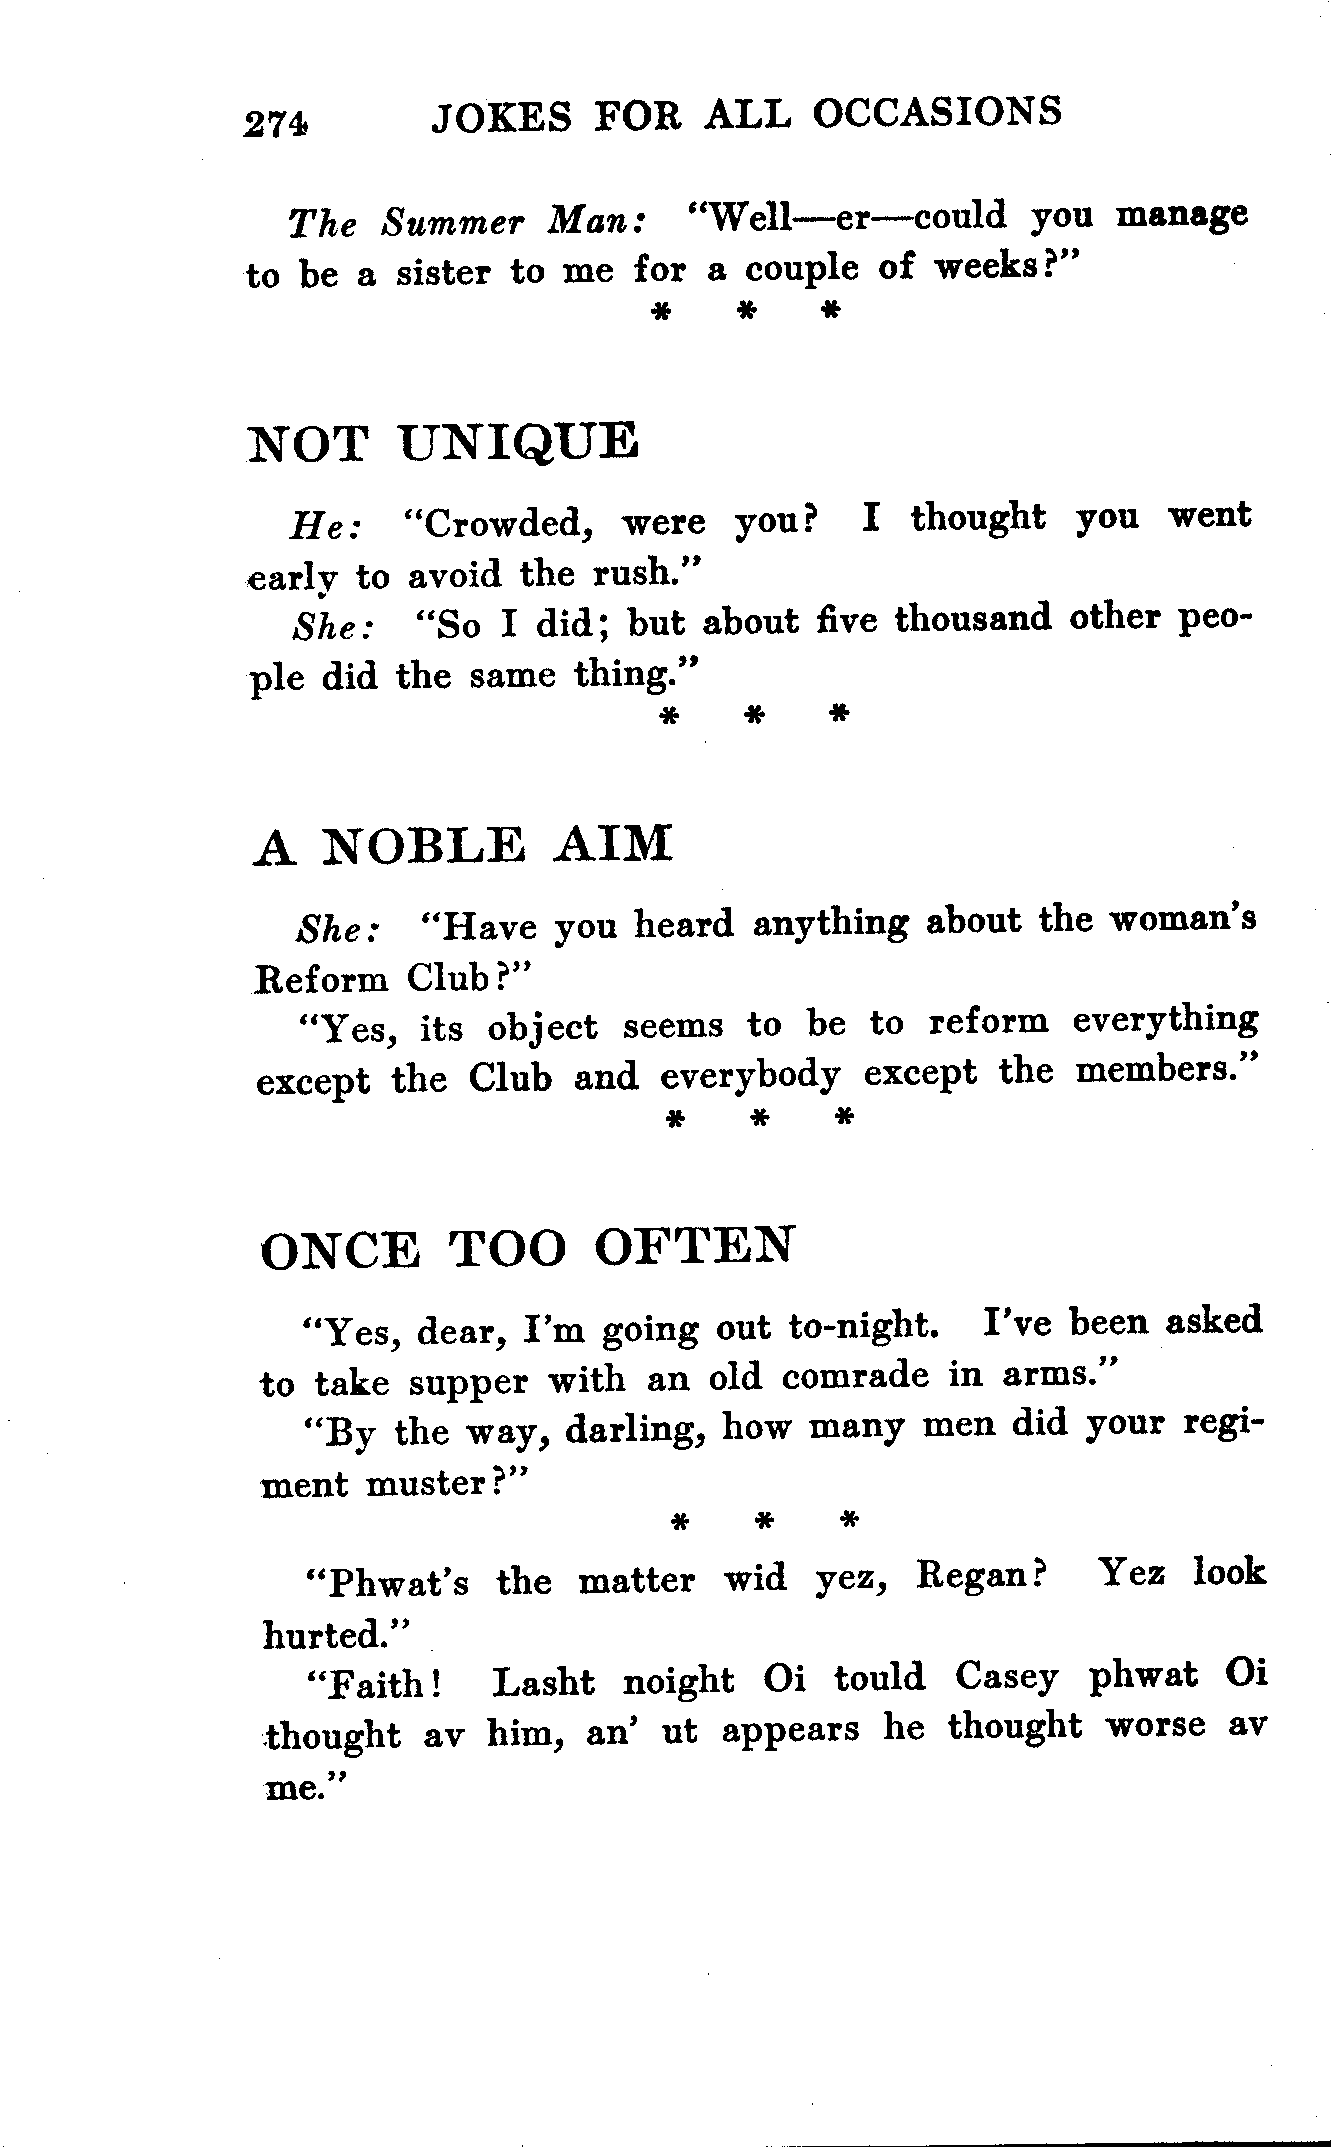 274 JOKES FOR ALL OCCASIONS
The Summer Man: "Well—er—could you manage
to be a sister to me for a couple of weeks?"
* * *
NOT UNIQUE
He: "Crowded, were you? I thought you went
early to avoid the rush."
She: "So I did; but about five thousand other peo-
ple did the same thing."
* * *
A NOBLE AIM
She: "Have you heard anything about the woman's
Reform Club?"
"Yes, its object seems to be to reform everything
except the Club and everybody except the members."
* * *
ONCE TOO OFTEN
"Yes, dear, I'm going out to-night. I've been asked
to take supper with an old comrade in arms."
"By the way, darling, how many men did your regi-
ment muster?"
* * *
"Phwat's the matter wid yez, Regan? Yez look
hurted."
"Faith! Lasht noight Oi tould Casey phwat Oi
thought av him, an' ut appears he thought worse av
me."